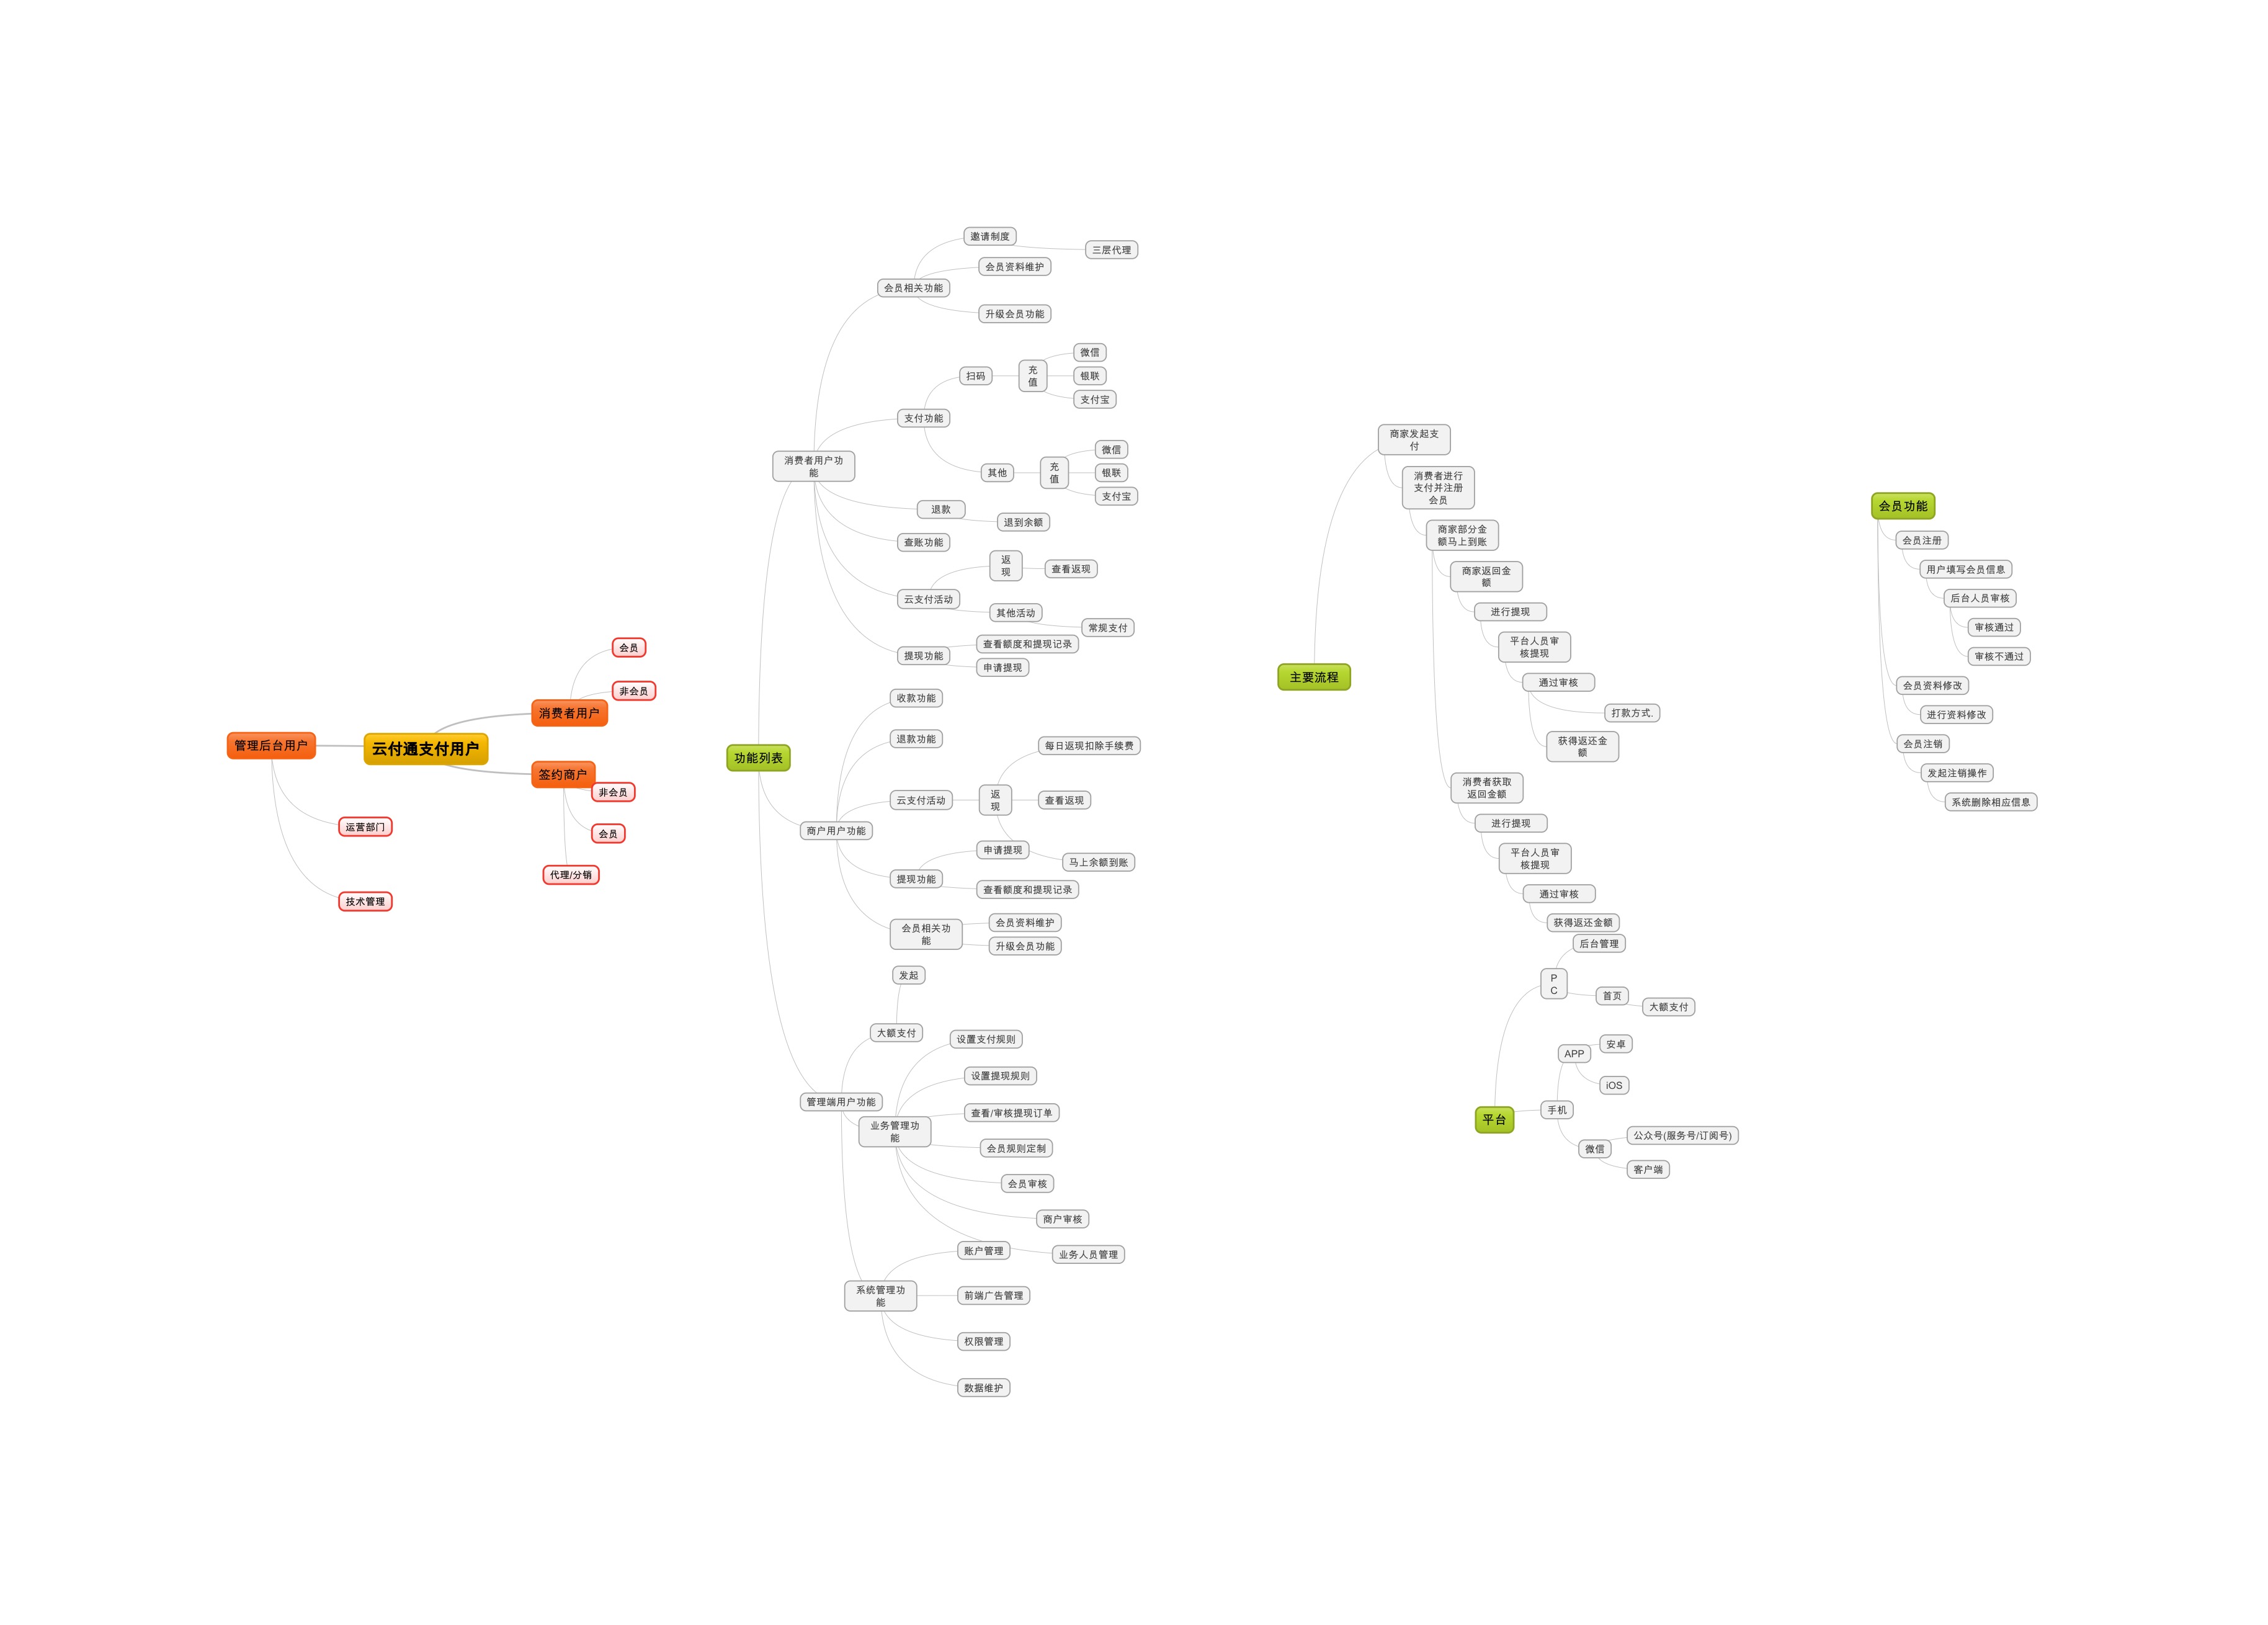 管理后台用户
运营部门
技术管理
云付通支付用户
消费者用户
会员
非会员
签约商户
非会员
会员
代理/分销
功能列表
消费者用户功
能
会员相关功能
邀请制度
三层代理
会员资料维护
升级会员功能
支付功能
扫码
充
值
微信
银联
支付宝
其他
充
值
微信
银联
支付宝
退款
退到余额
查账功能
云支付活动
返
现
查看返现
其他活动
常规支付
提现功能
查看额度和提现记录
申请提现
商户用户功能
收款功能
退款功能
云支付活动
返
现
每日返现扣除手续费
查看返现
马上余额到账
提现功能
申请提现
查看额度和提现记录
会员相关功
能
会员资料维护
升级会员功能
管理端用户功能
大额支付
发起
业务管理功
能
设置支付规则
设置提现规则
查看/审核提现订单
会员规则定制
会员审核
商户审核
业务人员管理
系统管理功
能
账户管理
前端广告管理
权限管理
数据维护
主要流程
商家发起支
付
消费者进行
支付并注册
会员
商家部分金
额马上到账
商家返回金
额
进行提现
平台人员审
核提现
通过审核
打款方式.
获得返还金
额
消费者获取
返回金额
进行提现
平台人员审
核提现
通过审核
获得返还金额
平台
P
C
后台管理
首页
大额支付
手机
APP
安卓
iOS
微信
公众号(服务号/订阅号)
客户端
会员功能
会员注册
用户填写会员信息
后台人员审核
审核通过
审核不通过
会员资料修改
进行资料修改
会员注销
发起注销操作
系统删除相应信息